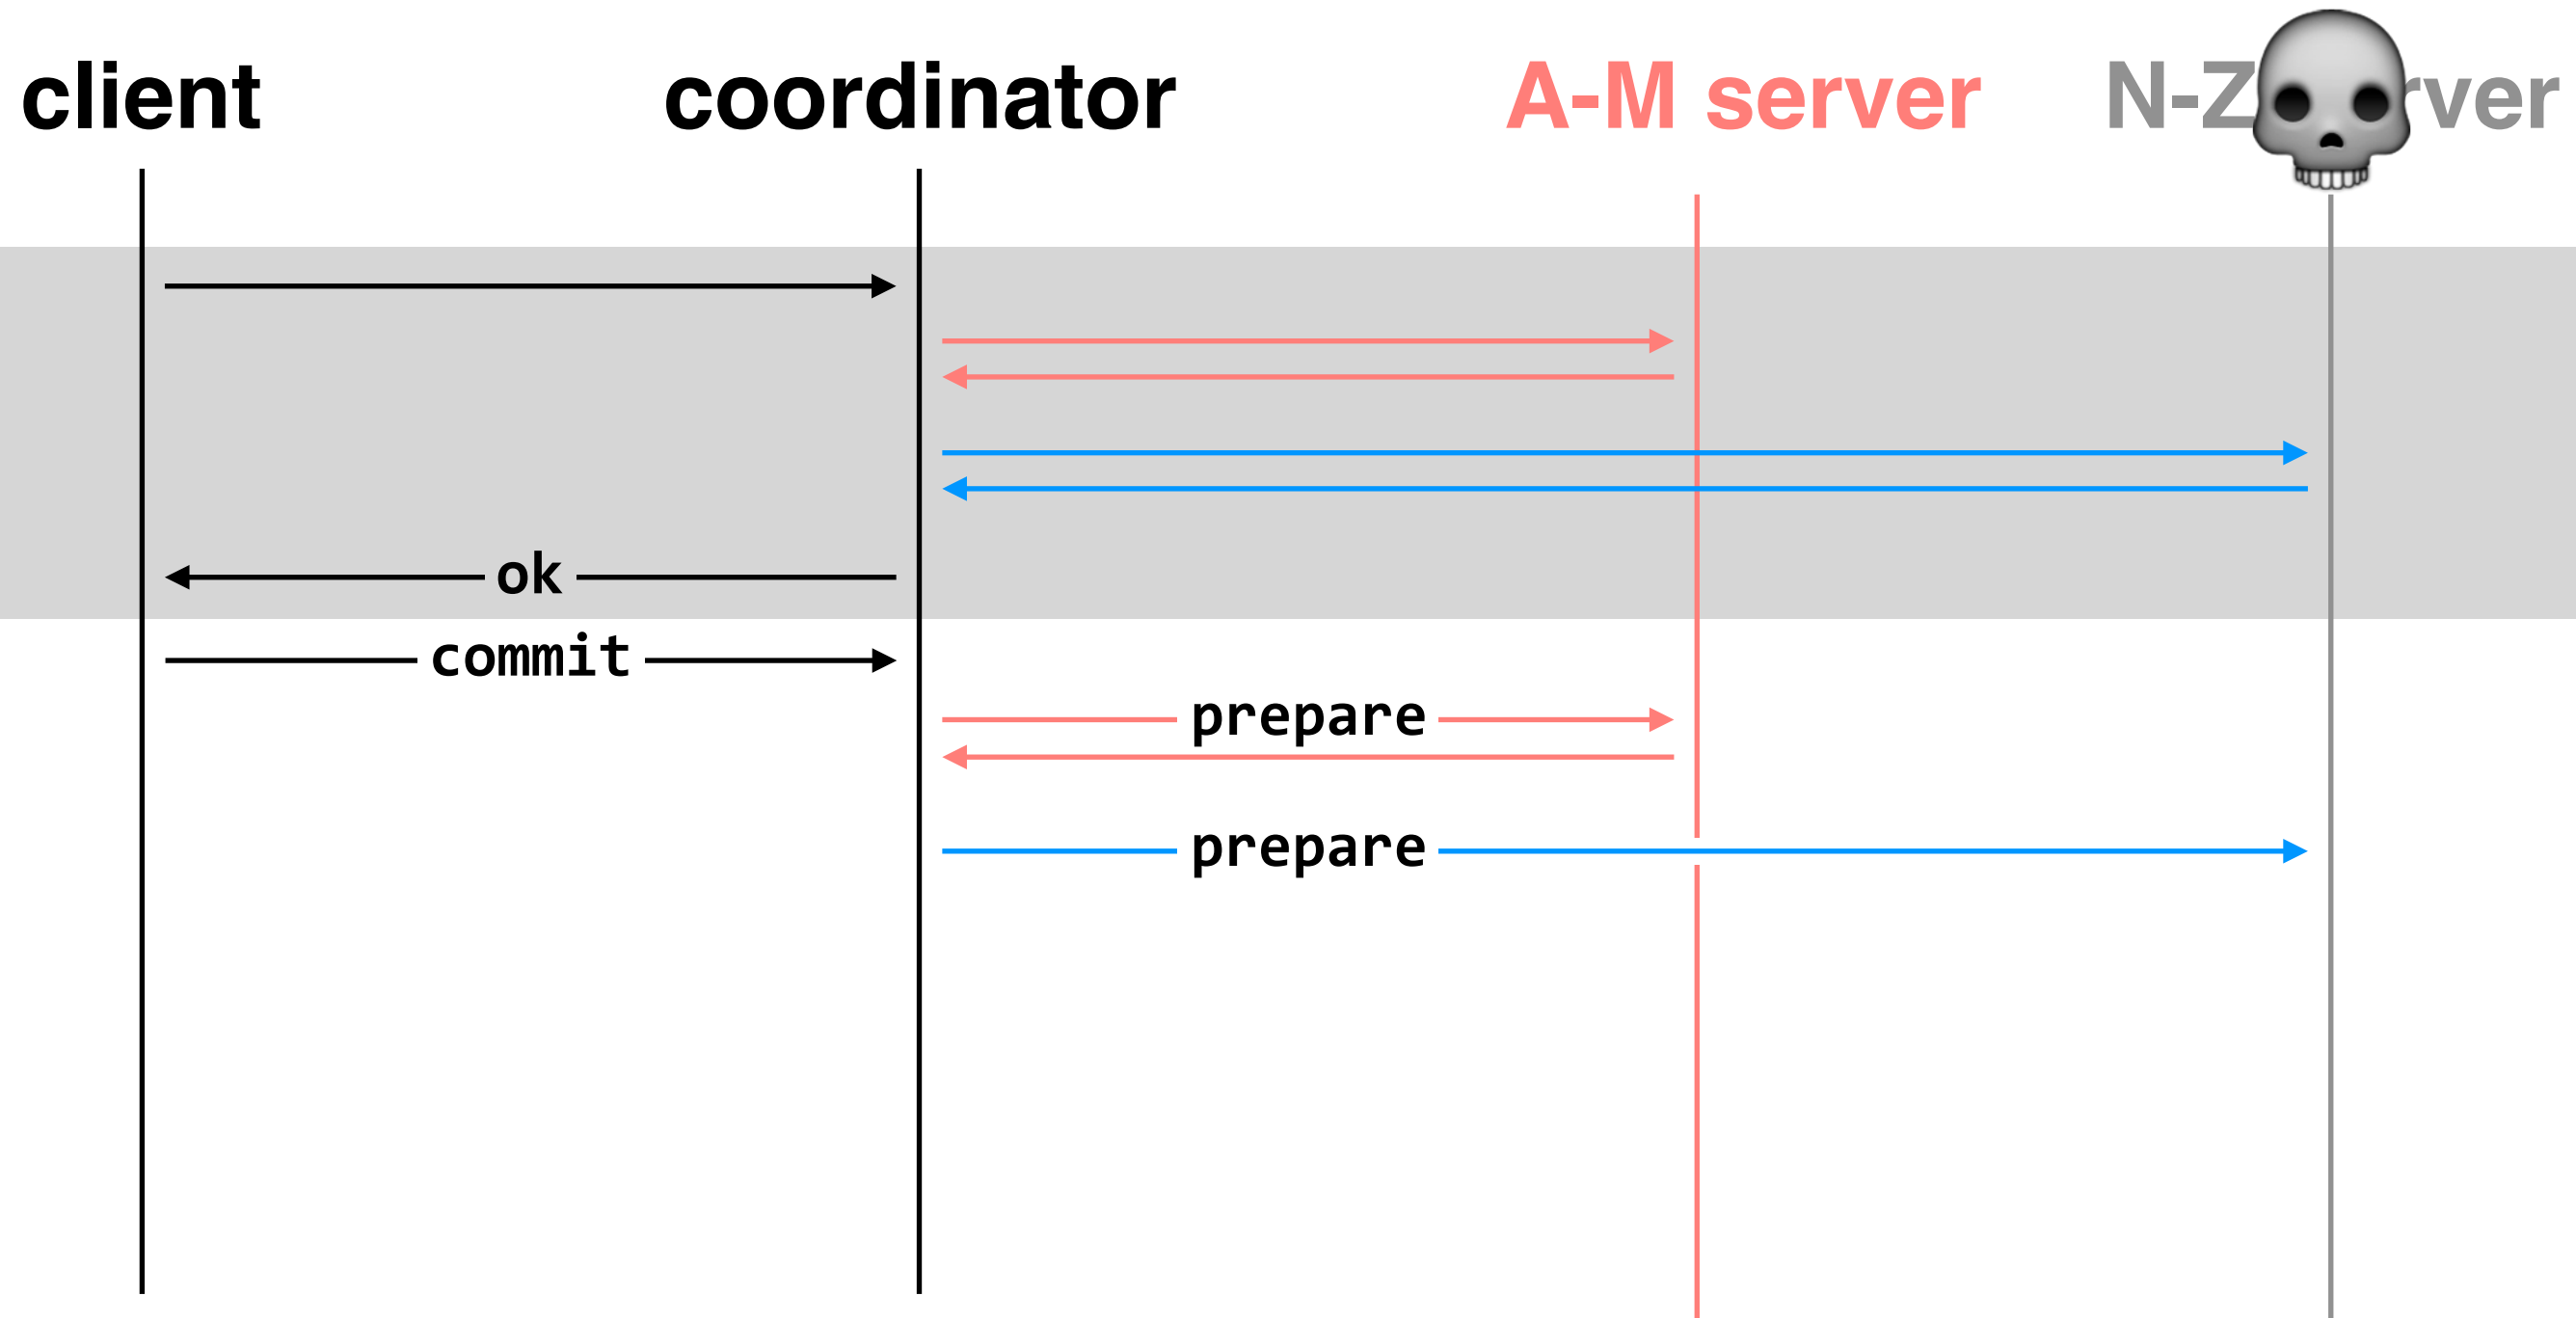 client
coordinator
A-M server
N-Z rver
ok
commit
prepare
prepare